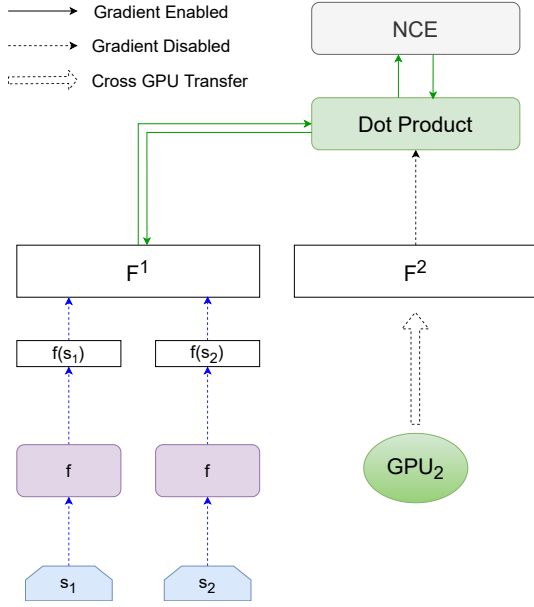 Gradient Enabled
Gradient Disabled
Cross GPU Transfer
NCE
Dot Product
F¹
F²
f(s₁)
f(s₂)
f
f
GPU₂
s₁
s₂